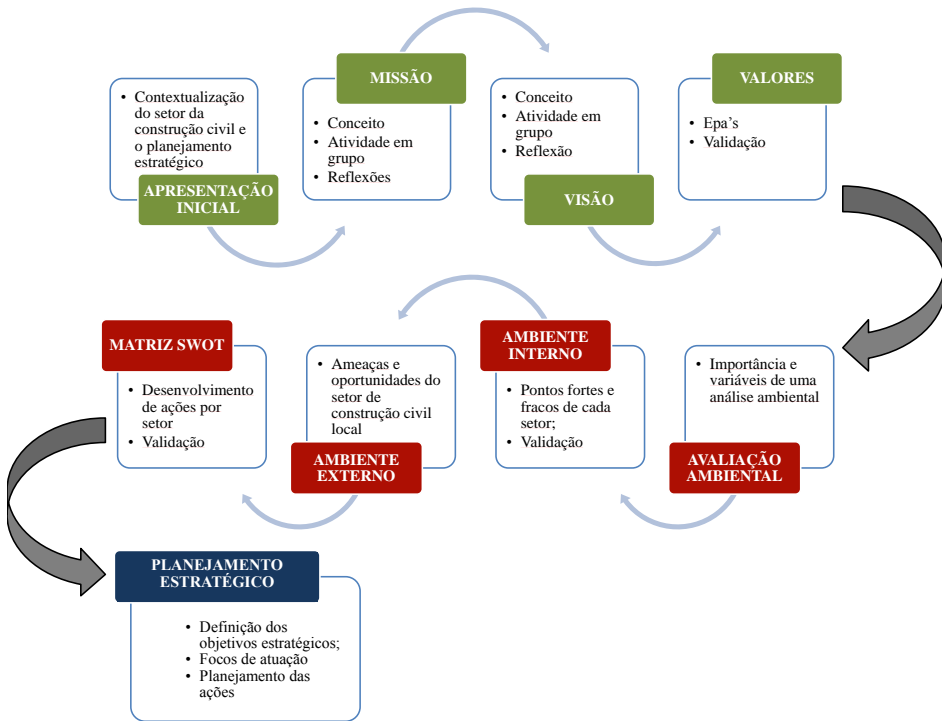 • Contextualização
do setor da
construção civil e
o planejamento
estratégico
APRESENTAÇÃO
INICIAL
MISSÃO
• Conceito
• Atividade em
grupo
• Reflexões
• Conceito
• Atividade em
grupo
• Reflexão
VISÃO
VALORES
• Epa's
• Validação
• Importância e
variáveis de uma
análise ambiental
AVALIAÇÃO
AMBIENTAL
AMBIENTE
INTERNO
• Pontos fortes e
fracos de cada
setor;
• Validação
• Ameaças e
oportunidades do
setor de
construção civil
local
AMBIENTE
EXTERNO
MATRIZ SWOT
• Desenvolvimento
de ações por
setor
• Validação
PLANEJAMENTO
ESTRATÉGICO
• Definição dos
objetivos estratégicos;
• Focos de atuação
• Planejamento das
ações